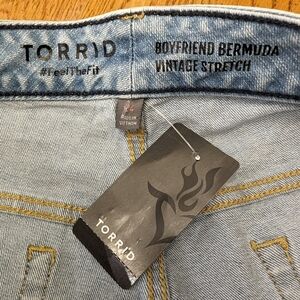 TORRID
#FeelTheFit
BOYFRIEND BERMUDA
VINTAGE STRETCH
TORRID